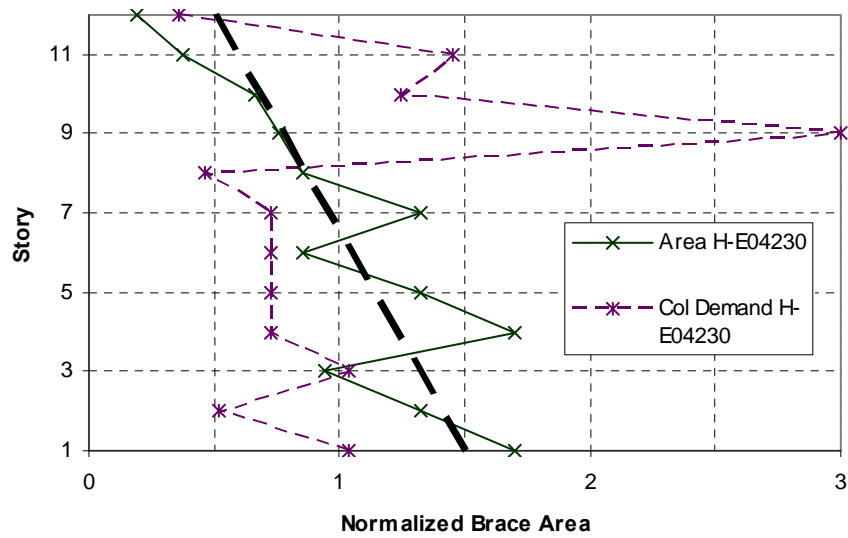 11
9
7
5
3
1
Story
0
1
2
3
Normalized Brace Area
Area H-E04230
Col Demand H-
E04230